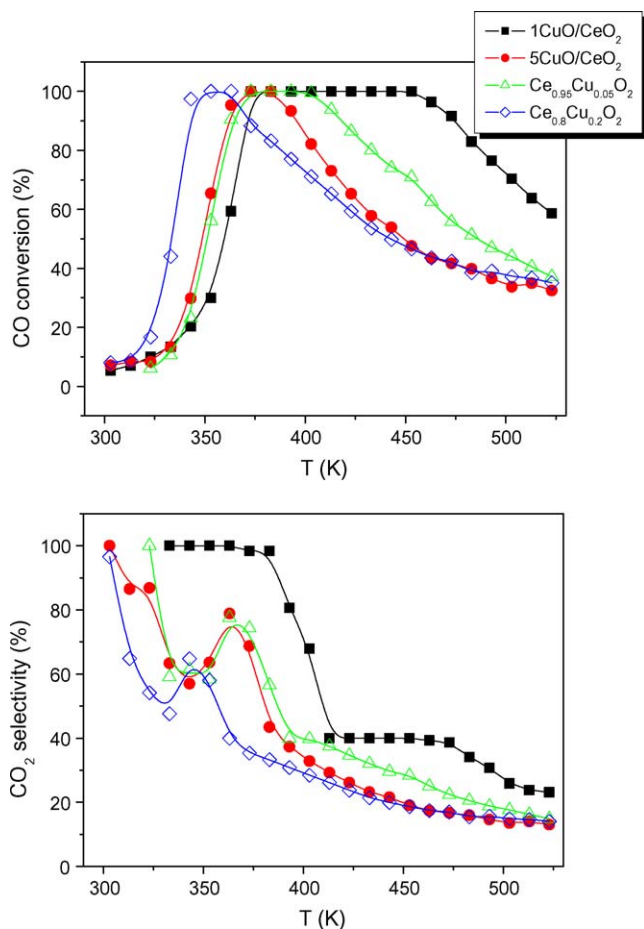 1CuO/CeO₂
5CuO/CeO₂
Ce₀.₉₅Cu₀.₀₅O₂
Ce₀.₈Cu₀.₂O₂
CO conversion (%)
100
80
60
40
20
0
300 350 400 450 500
T (K)
CO₂ selectivity (%)
100
80
60
40
20
0
300 350 400 450 500
T (K)